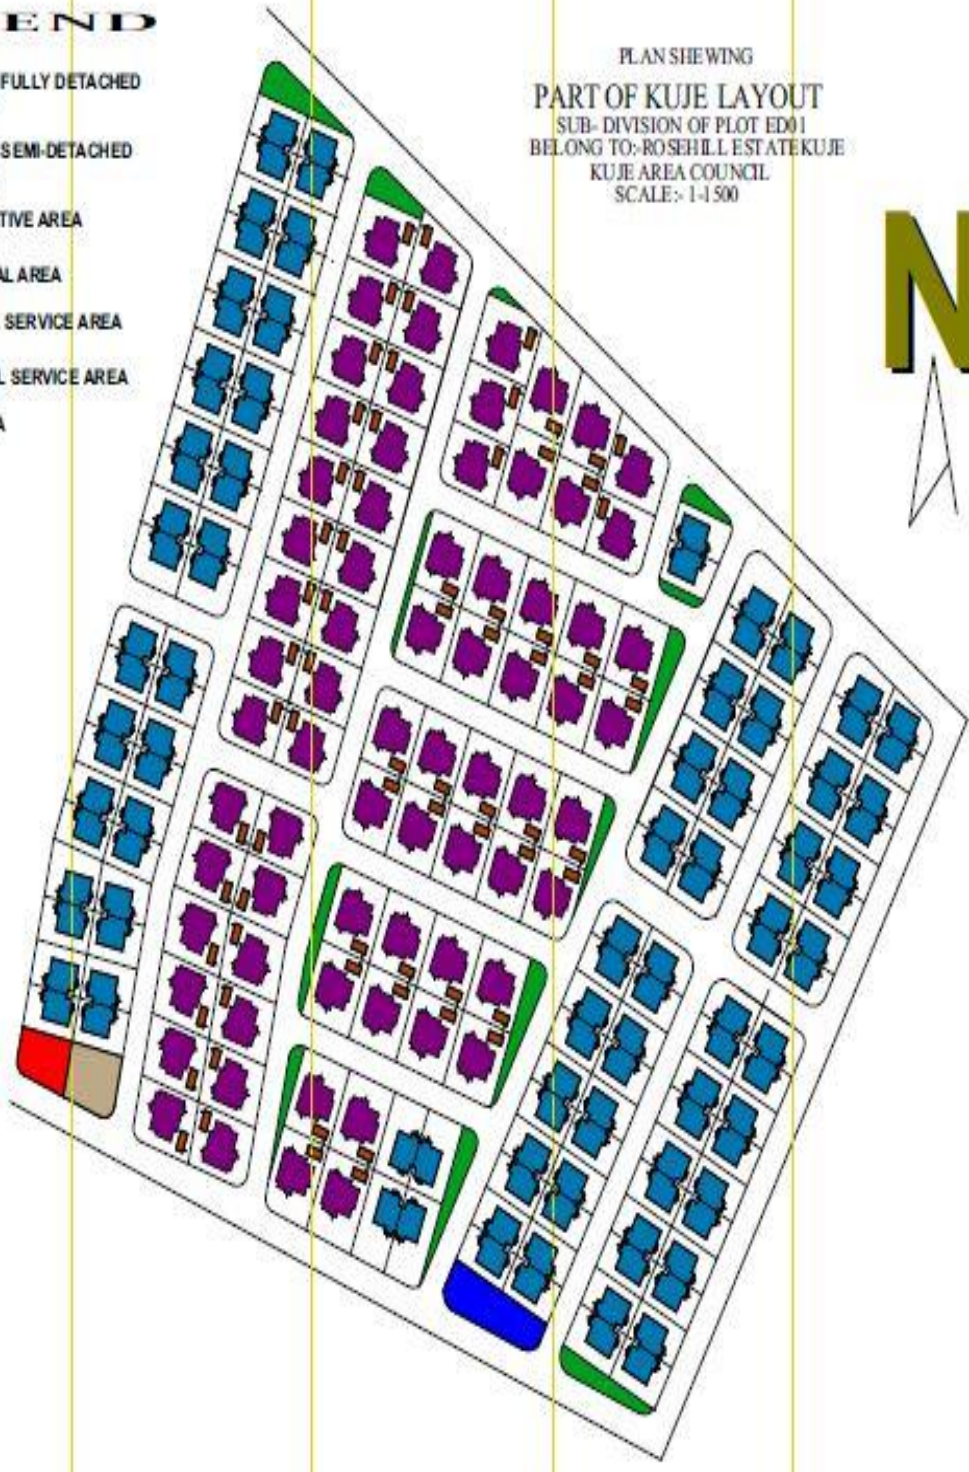 END
FULLY DETACHED
SEMI-DETACHED
TIVE AREA
AL AREA
SERVICE AREA
L SERVICE AREA
A
PLAN SHEWING
PART OF KUJE LAYOUT
SUB- DIVISION OF PLOT ED01
BELONG TO:-ROSEHILL ESTATE KUJE
KUJE AREA COUNCIL
SCALE:- 1-1500
N